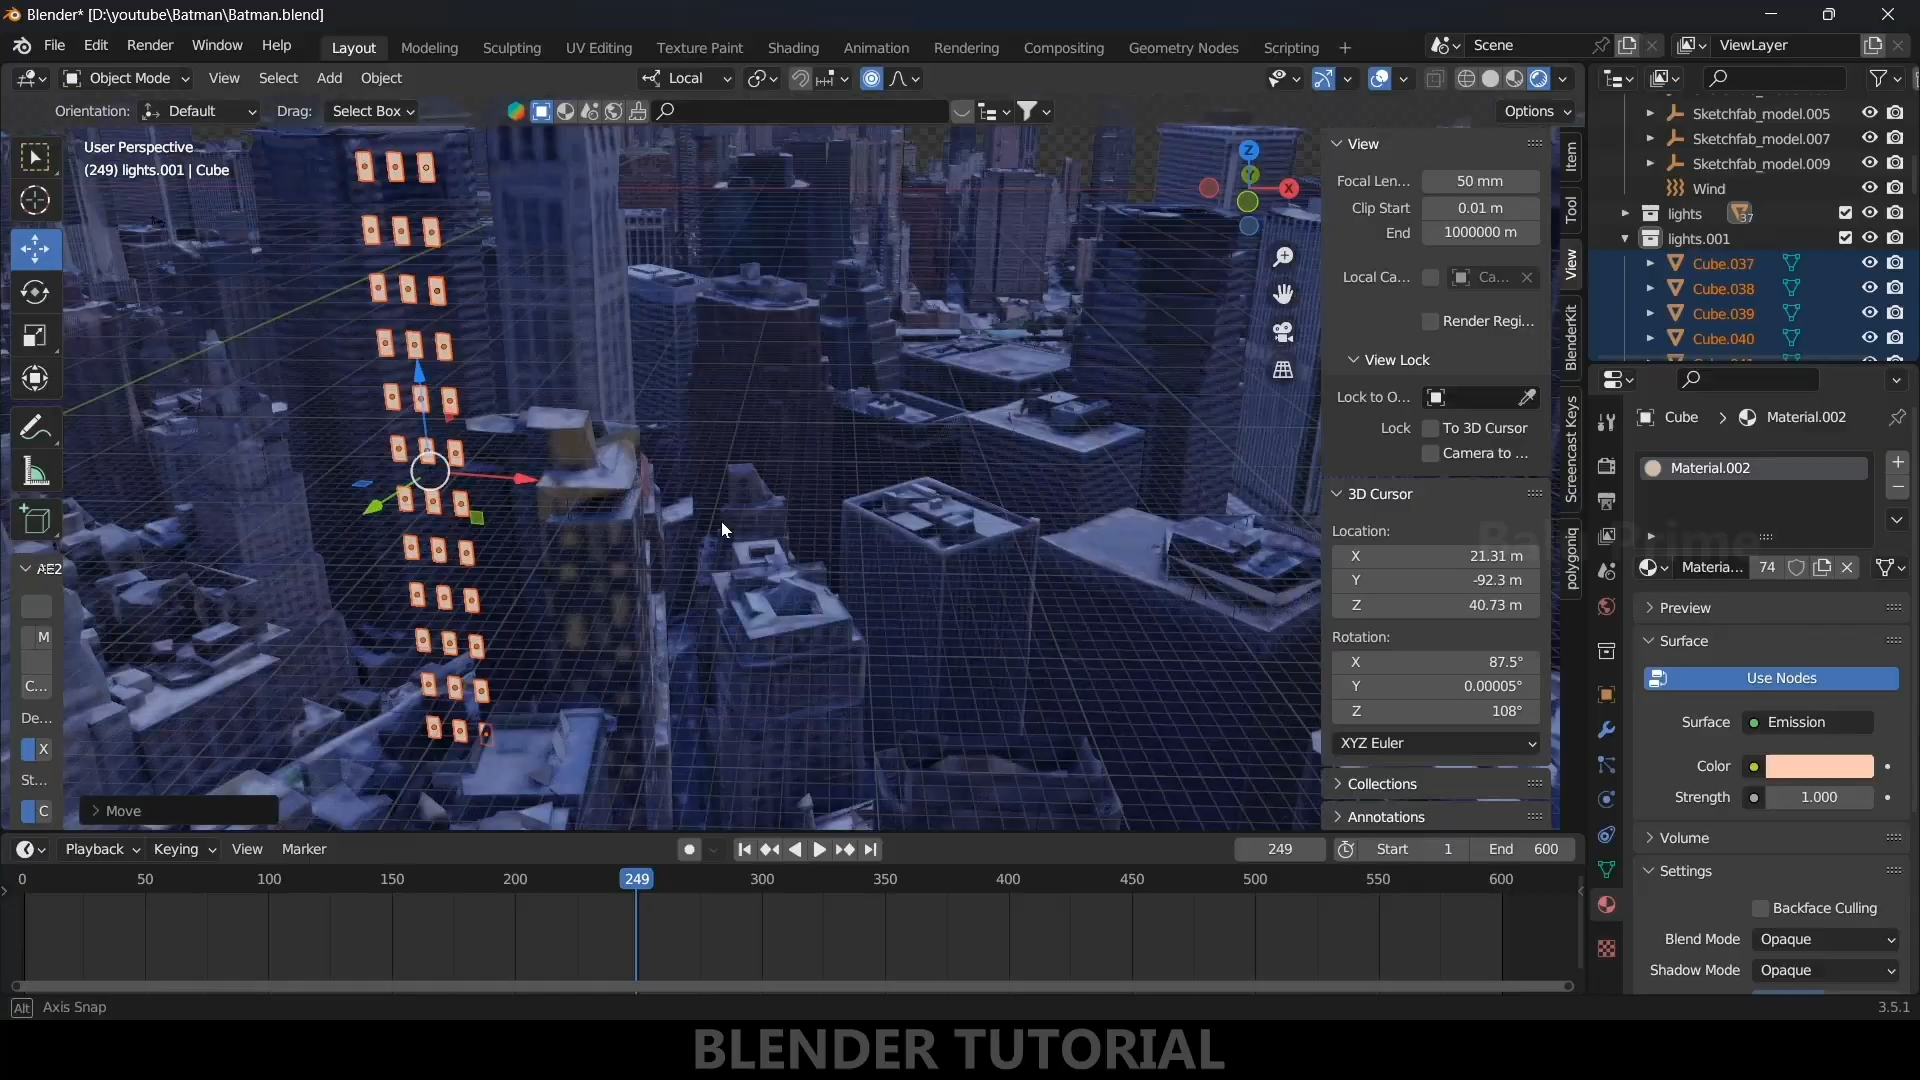 Blender* [D:\youtube\Batman\Batman.blend]
File Edit Render Window Help Layout Modeling Sculpting UV Editing Texture Paint Shading Animation Rendering Compositing Geometry Nodes Scripting + Scene ViewLayer
Object Mode View Select Add Object Local
Orientation: Default Drag: Select Box Options
User Perspective
(249) lights.001 | Cube
View
Focal Len... 50 mm
Clip Start 0.01 m
End 1000000 m
Local Ca... Ca...
Render Regi...
View Lock
Lock to O...
Lock To 3D Cursor
Camera to ...
3D Cursor
Location:
X 21.31 m
Y -92.3 m
Z 40.73 m
Rotation:
X 87.5°
Y 0.00005°
Z 108°
XYZ Euler
Collections
Annotations
Item
Tool
View
BlenderKit
Screencast Keys
polygoniq
Z
Y
X
Sketchfab_model.005
Sketchfab_model.007
Sketchfab_model.009
Wind
lights 37
lights.001
Cube.037
Cube.038
Cube.039
Cube.040
Cube > Material.002
Material.002
Materia... 74
Preview
Surface
Use Nodes
Surface Emission
Color
Strength 1.000
Volume
Settings
Backface Culling
Blend Mode Opaque
Shadow Mode Opaque
AE2
M
C...
De...
X
St...
C
Move
Playback Keying View Marker 249 Start 1 End 600
0 50 100 150 200 249 300 350 400 450 500 550 600
Alt Axis Snap 3.5.1
BLENDER TUTORIAL